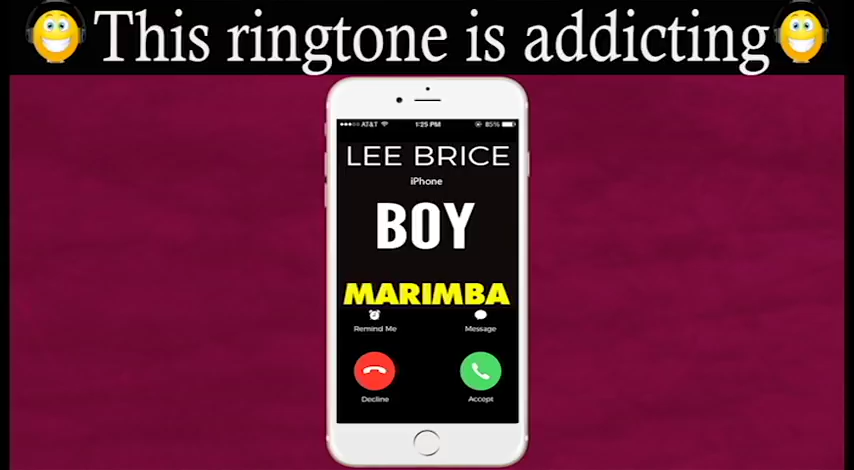 This ringtone is addicting
AT&T 1:25 PM 85%
LEE BRICE
iPhone
BOY
MARIMBA
Remind Me Message
Decline Accept